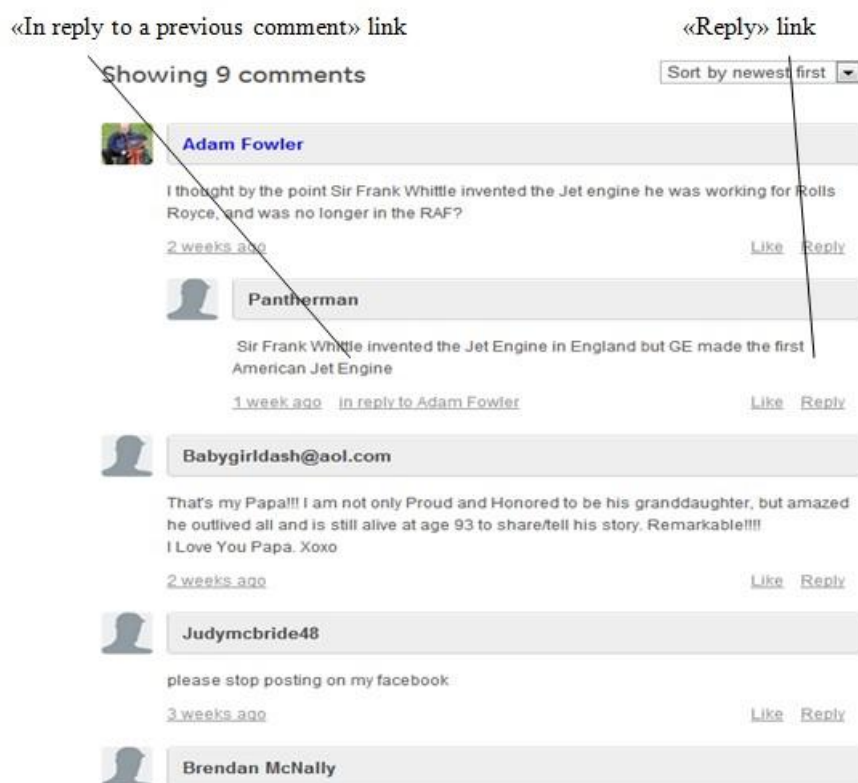 «In reply to a previous comment» link
«Reply» link
Showing 9 comments
Sort by newest first
Adam Fowler
I thought by the point Sir Frank Whittle invented the Jet engine he was working for Rolls
Royce, and was no longer in the RAF?
2 weeks ago
Like Reply
Pantherman
Sir Frank Whittle invented the Jet Engine in England but GE made the first
American Jet Engine
1 week ago in reply to Adam Fowler
Like Reply
Babygirldash@aol.com
That's my Papa!!! I am not only Proud and Honored to be his granddaughter, but amazed
he outlived all and is still alive at age 93 to share/tell his story. Remarkable!!!!
I Love You Papa. Xoxo
2 weeks ago
Like Reply
Judymcbride48
please stop posting on my facebook
3 weeks ago
Like Reply
Brendan McNally